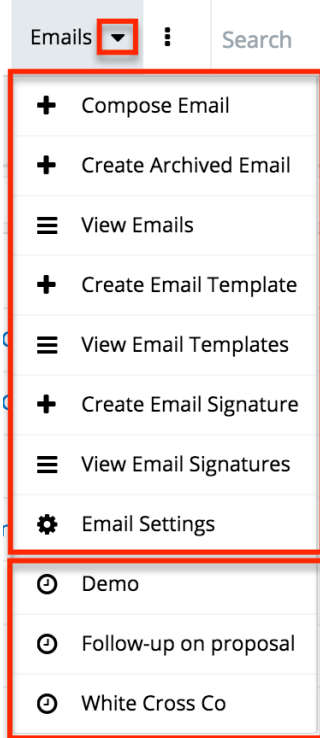 Emails
Search
Compose Email
Create Archived Email
View Emails
Create Email Template
View Email Templates
Create Email Signature
View Email Signatures
Email Settings
Demo
Follow-up on proposal
White Cross Co